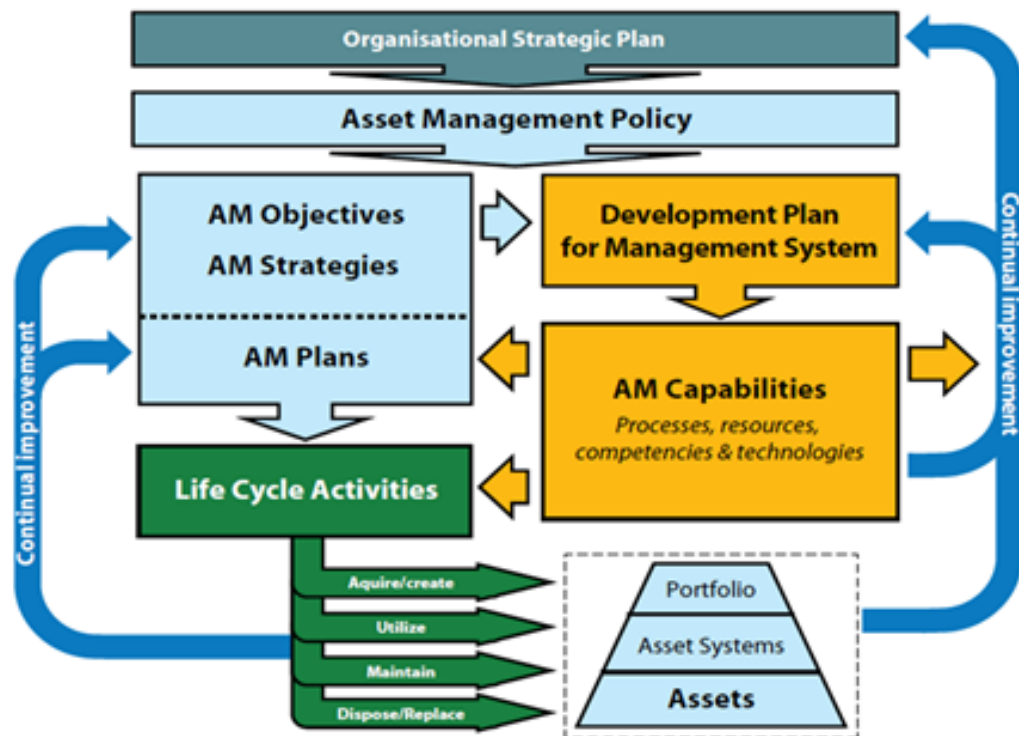 Organisational Strategic Plan
Asset Management Policy
AM Objectives
AM Strategies
AM Plans
Development Plan
for Management System
AM Capabilities
Processes, resources,
competencies & technologies
Life Cycle Activities
Aquire/create
Utilize
Maintain
Dispose/Replace
Portfolio
Asset Systems
Assets
Continual improvement
Continual improvement